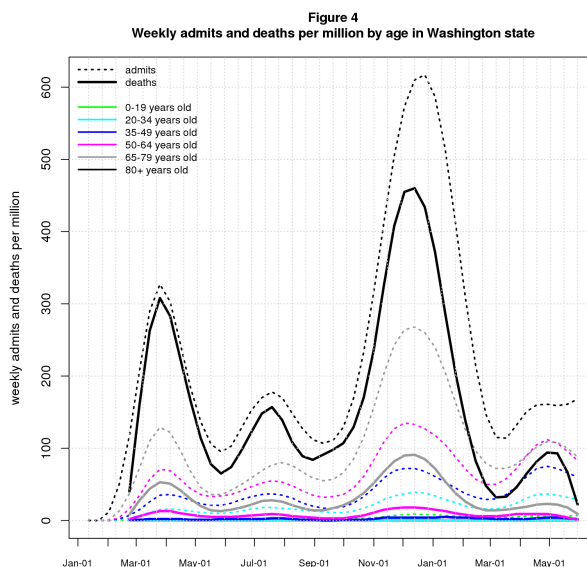 Figure 4
Weekly admits and deaths per million by age in Washington state
admits
deaths
0-19 years old
20-34 years old
35-49 years old
50-64 years old
65-79 years old
80+ years old
weekly admits and deaths per million
600
500
400
300
200
100
0
Jan-01 Mar-01 May-01 Jul-01 Sep-01 Nov-01 Jan-01 Mar-01 May-01